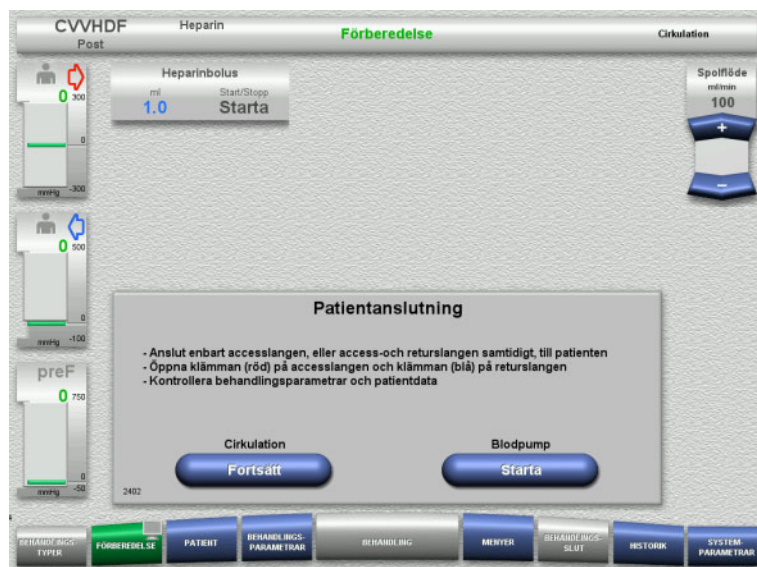 CVVHDF
Post
Heparin
Förberedelse
Cirkulation
0
300
0
-300
mmHg
Heparinbolus
ml
Start/Stopp
1.0
Starta
Spolflöde
ml/min
100
+
-
0
500
0
-100
mmHg
preF
0
750
0
-50
mmHg
Patientanslutning
- Anslut enbart accesslangen, eller access-och returslangen samtidigt, till patienten
- Öppna klämman (röd) på accesslangen och klämman (blå) på returslangen
- Kontrollera behandlingsparametrar och patientdata
Cirkulation
Fortsätt
Blodpump
Starta
2402
BEHANDLINGS-
TYPER
FÖRBEREDELSE
PATIENT
BEHANDLINGS-
PARAMETRAR
BEHANDLING
MENYER
BEHANDLINGS-
SLUT
HISTORIK
SYSTEM-
PARAMETRAR